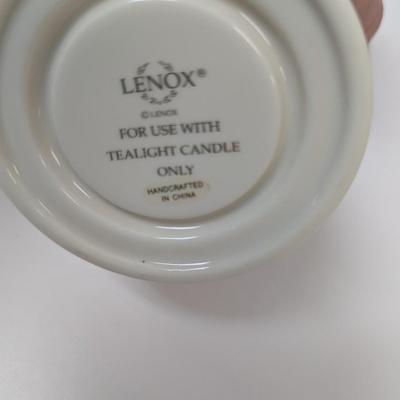 LENOX®
© LENOX
FOR USE WITH
TEALIGHT CANDLE
ONLY
HANDCRAFTED
IN CHINA